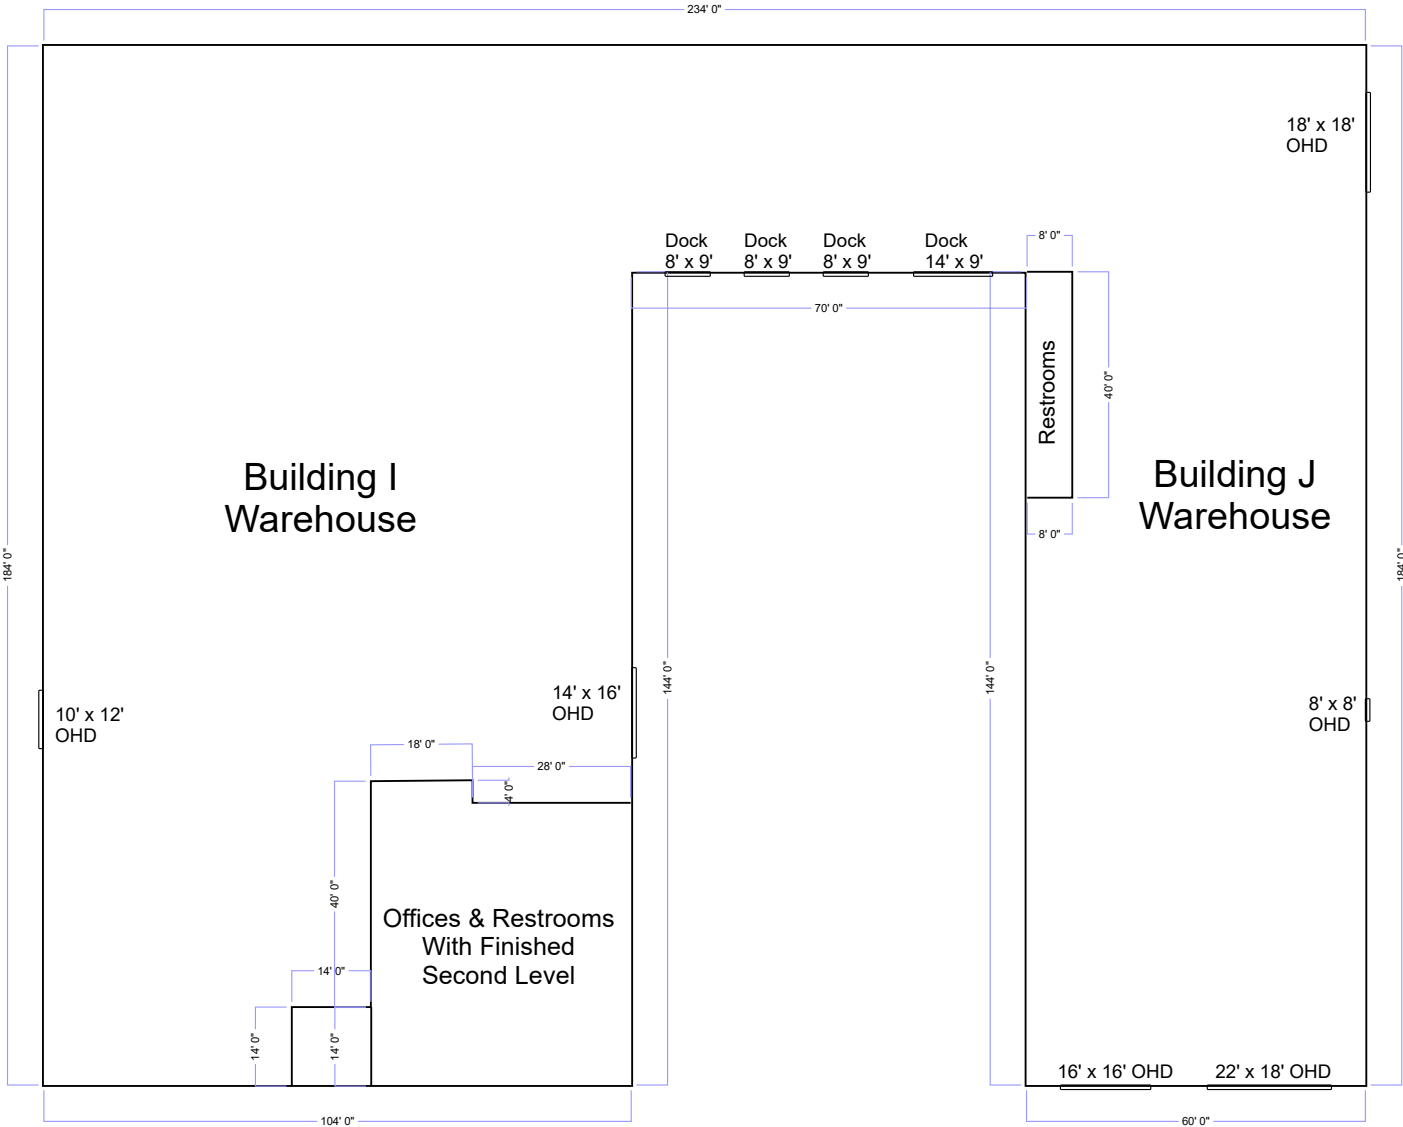 234' 0"
18' x 18'
OHD
Dock
8' x 9'
Dock
8' x 9'
Dock
8' x 9'
Dock
14' x 9'
8' 0"
70' 0"
Restrooms
40' 0"
Building I
Warehouse
Building J
Warehouse
8' 0"
184' 0"
184' 0"
144' 0"
144' 0"
14' x 16'
OHD
10' x 12'
OHD
8' x 8'
OHD
18' 0"
28' 0"
4' 0"
40' 0"
Offices & Restrooms
With Finished
Second Level
14' 0"
14' 0"
14' 0"
16' x 16' OHD
22' x 18' OHD
104' 0"
60' 0"